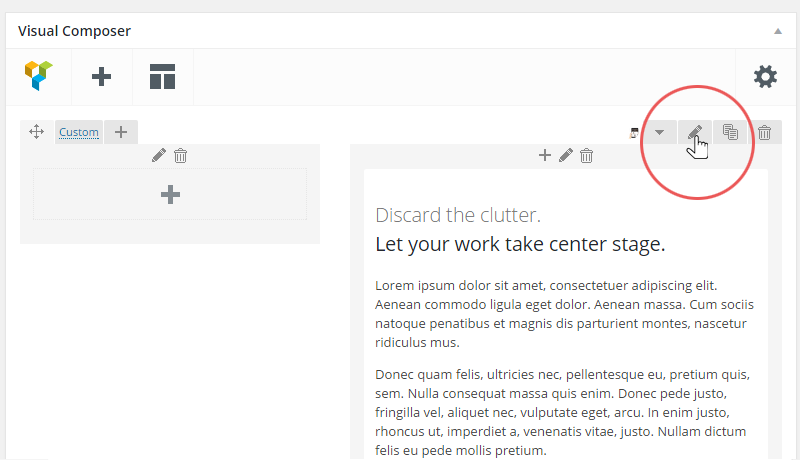 Visual Composer
Custom
Discard the clutter.
Let your work take center stage.
Lorem ipsum dolor sit amet, consectetuer adipiscing elit.
Aenean commodo ligula eget dolor. Aenean massa. Cum sociis
natoque penatibus et magnis dis parturient montes, nascetur
ridiculus mus.
Donec quam felis, ultricies nec, pellentesque eu, pretium quis,
sem. Nulla consequat massa quis enim. Donec pede justo,
fringilla vel, aliquet nec, vulputate eget, arcu. In enim justo,
rhoncus ut, imperdiet a, venenatis vitae, justo. Nullam dictum
felis eu pede mollis pretium.